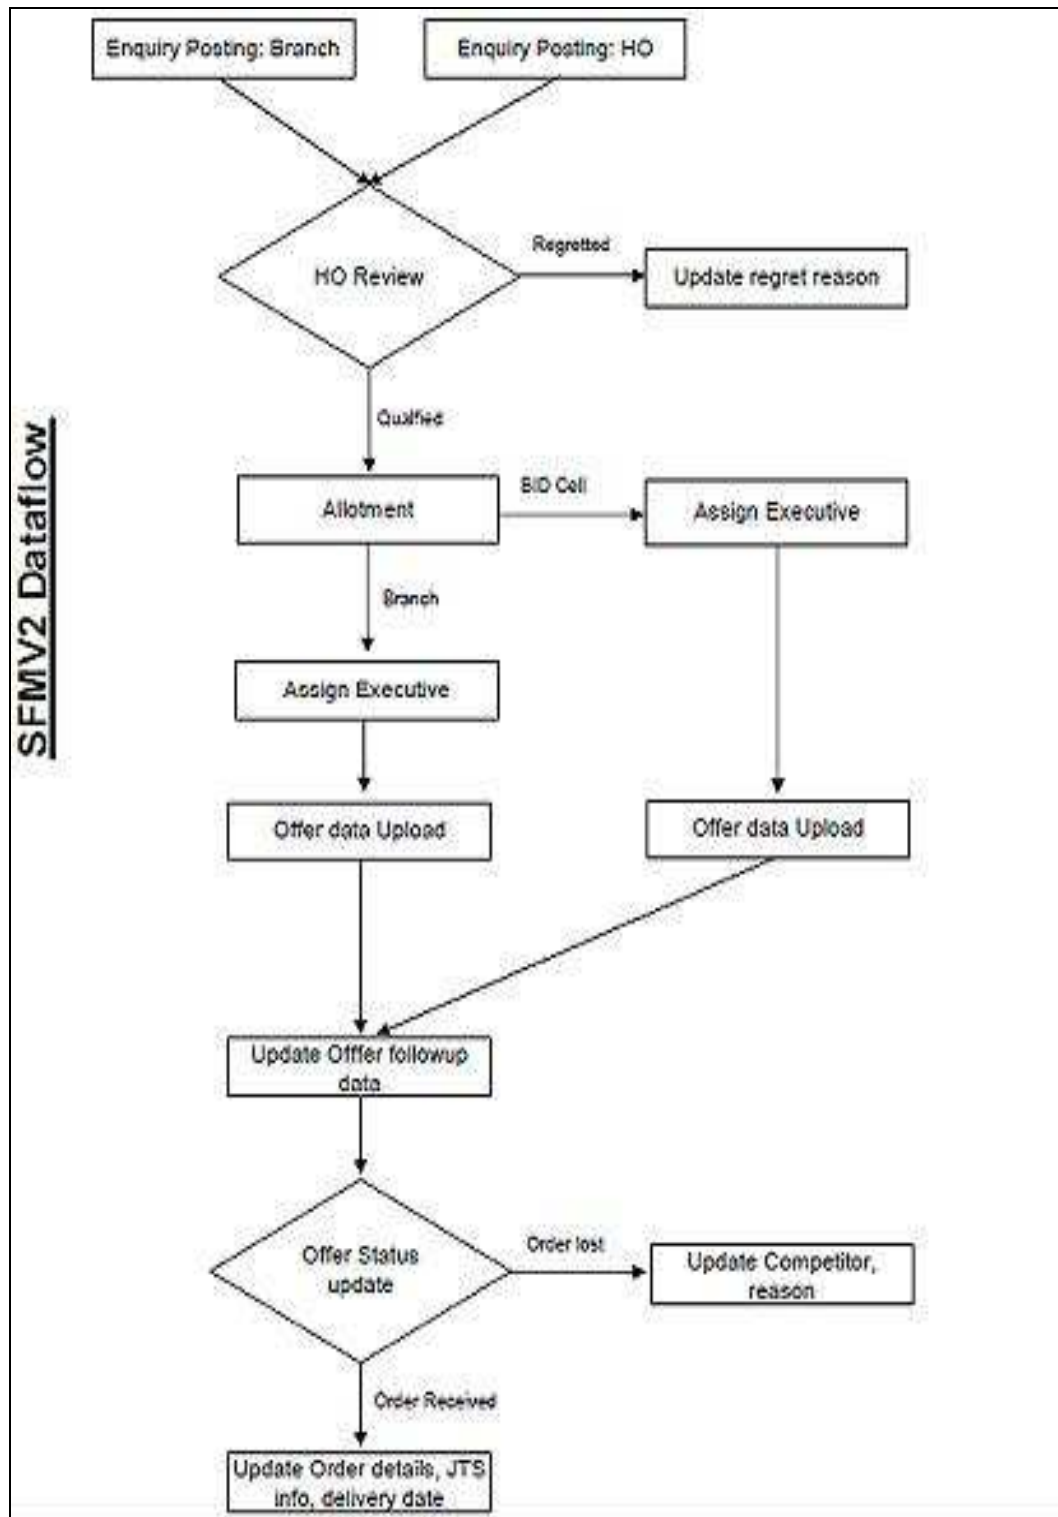 Enquiry Posting: Branch
Enquiry Posting: HO
HO Review
Regretted
Update regret reason
Qualfied
SFMV2 Dataflow
Allotment
BID Cell
Assign Executive
Branch
Assign Executive
Offer data Upload
Offer data Upload
Update Offfer followup
data
Offer Status
update
Order lost
Update Competitor,
reason
Order Received
Update Order details, JTS
info, delivery date